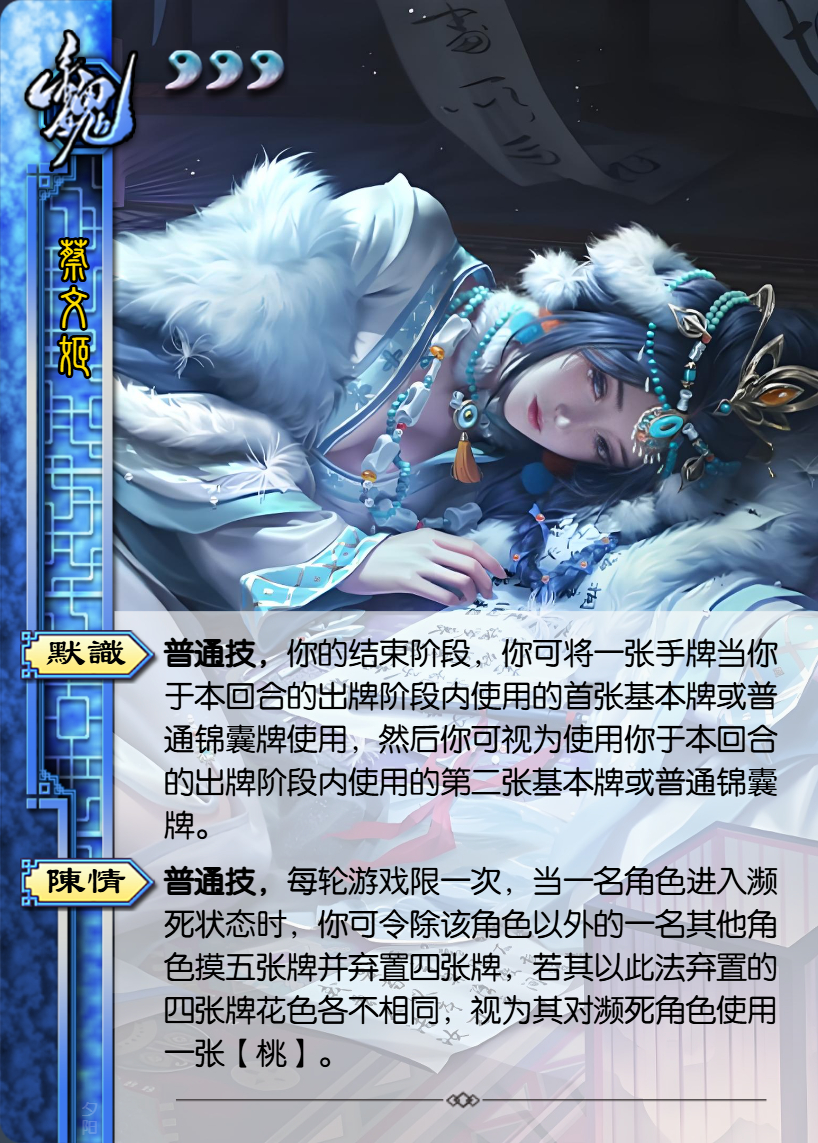 魏
蔡文姬
默識
普通技，你的结束阶段，你可将一张手牌当你
于本回合的出牌阶段内使用的首张基本牌或普
通锦囊牌使用，然后你可视为使用你于本回合
的出牌阶段内使用的第二张基本牌或普通锦囊
牌。
陳情
普通技，每轮游戏限一次，当一名角色进入濒
死状态时，你可令除该角色以外的一名其他角
色摸五张牌并弃置四张牌，若其以此法弃置的
四张牌花色各不相同，视为其对濒死角色使用
一张【桃】。
夕阳